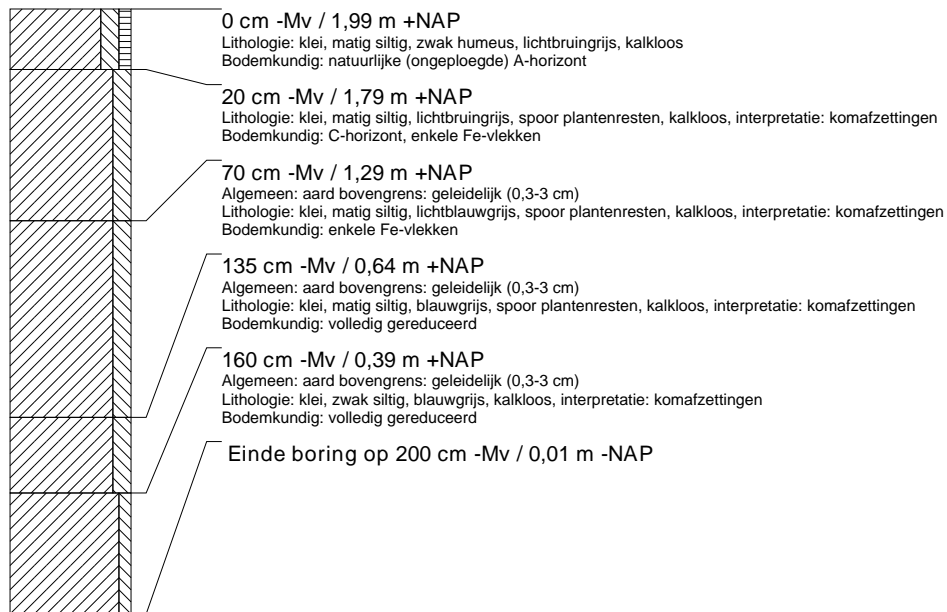 0 cm -Mv / 1,99 m +NAP
Lithologie: klei, matig siltig, zwak humeus, lichtbruingrijs, kalkloos
Bodemkundig: natuurlijke (ongeploegde) A-horizont
20 cm -Mv / 1,79 m +NAP
Lithologie: klei, matig siltig, lichtbruingrijs, spoor plantenresten, kalkloos, interpretatie: komafzettingen
Bodemkundig: C-horizont, enkele Fe-vlekken
70 cm -Mv / 1,29 m +NAP
Algemeen: aard bovengrens: geleidelijk (0,3-3 cm)
Lithologie: klei, matig siltig, lichtblauwgrijs, spoor plantenresten, kalkloos, interpretatie: komafzettingen
Bodemkundig: enkele Fe-vlekken
135 cm -Mv / 0,64 m +NAP
Algemeen: aard bovengrens: geleidelijk (0,3-3 cm)
Lithologie: klei, matig siltig, blauwgrijs, spoor plantenresten, kalkloos, interpretatie: komafzettingen
Bodemkundig: volledig gereduceerd
160 cm -Mv / 0,39 m +NAP
Algemeen: aard bovengrens: geleidelijk (0,3-3 cm)
Lithologie: klei, zwak siltig, blauwgrijs, kalkloos, interpretatie: komafzettingen
Bodemkundig: volledig gereduceerd
Einde boring op 200 cm -Mv / 0,01 m -NAP